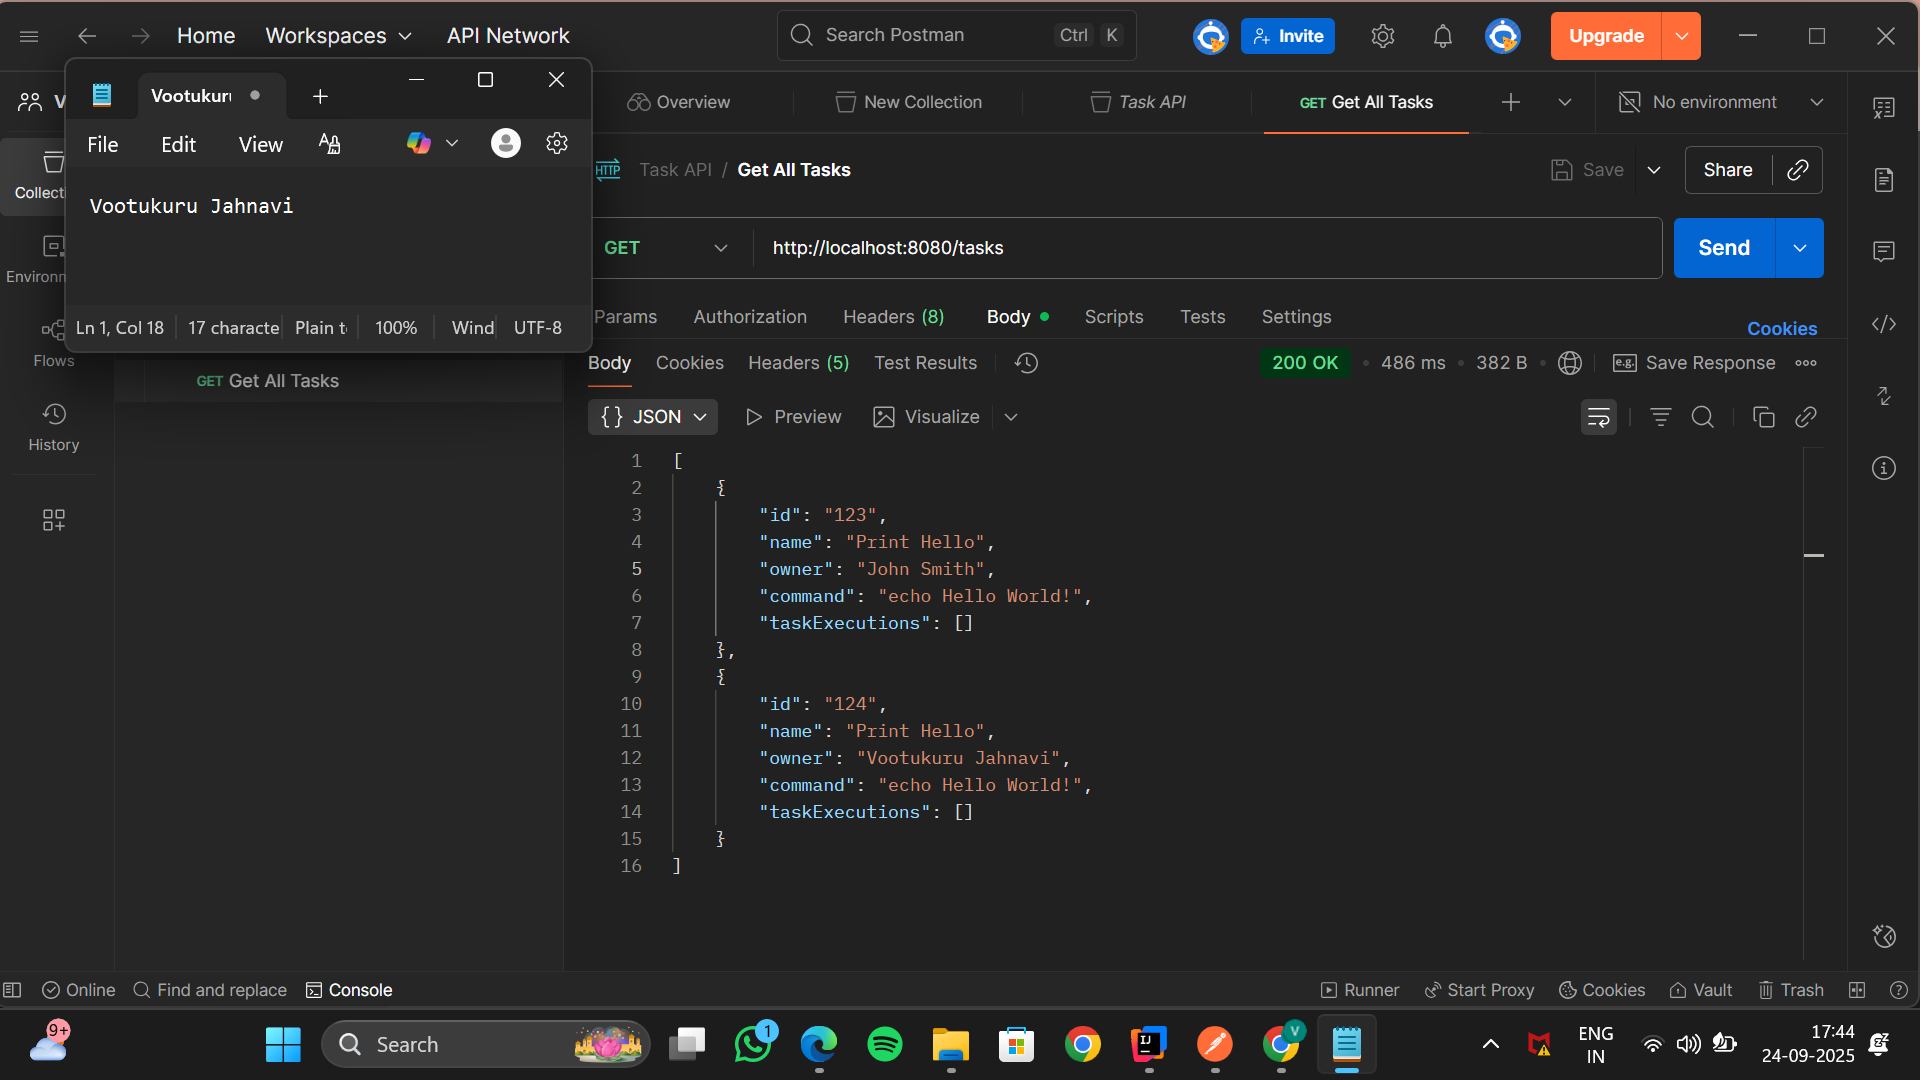 Home Workspaces API Network
Search Postman Ctrl K
Invite
Upgrade
Vootukuru
File Edit View
Vootukuru Jahnavi
Ln 1, Col 18 17 characte Plain t 100% Wind UTF-8
V
Collecti
Environm
Flows
History
GET Get All Tasks
Overview New Collection Task API GET Get All Tasks No environment
HTTP Task API / Get All Tasks Save Share
GET http://localhost:8080/tasks Send
Params Authorization Headers (8) Body Scripts Tests Settings Cookies
Body Cookies Headers (5) Test Results 200 OK • 486 ms • 382 B • e.g. Save Response
{} JSON Preview Visualize
1 [
2 {
3 "id": "123",
4 "name": "Print Hello",
5 "owner": "John Smith",
6 "command": "echo Hello World!",
7 "taskExecutions": []
8 },
9 {
10 "id": "124",
11 "name": "Print Hello",
12 "owner": "Vootukuru Jahnavi",
13 "command": "echo Hello World!",
14 "taskExecutions": []
15 }
16 ]
Online Find and replace Console Runner Start Proxy Cookies Vault Trash
9+ Search 1 IJ V ENG IN 17:44
24-09-2025